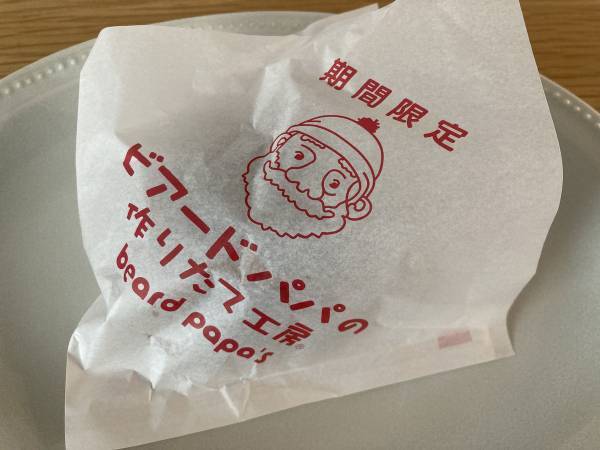 期間限定
ビアードパパの
作りたて工房®
beard papa's